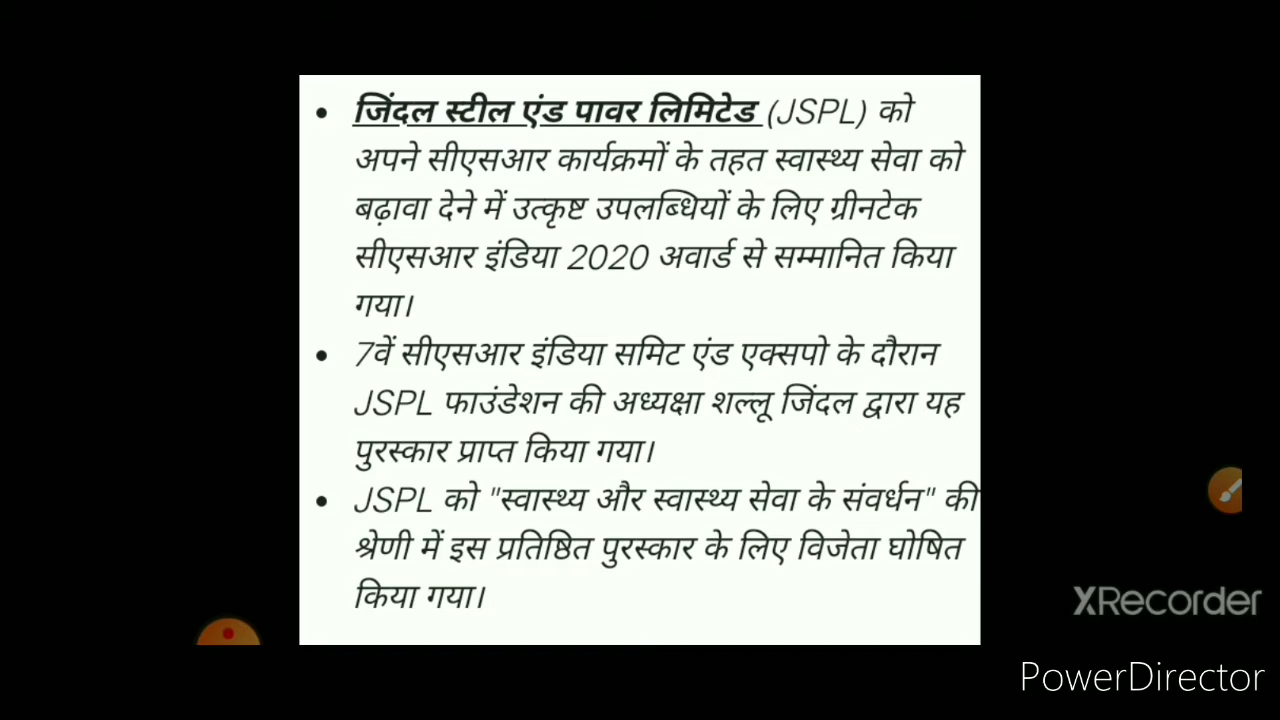 जिंदल स्टील एंड पावर लिमिटेड (JSPL) को
अपने सीएसआर कार्यक्रमों के तहत स्वास्थ्य सेवा को
बढ़ावा देने में उत्कृष्ट उपलब्धियों के लिए ग्रीनटेक
सीएसआर इंडिया 2020 अवार्ड से सम्मानित किया
गया।
7वें सीएसआर इंडिया समिट एंड एक्सपो के दौरान
JSPL फाउंडेशन की अध्यक्षा शल्लू जिंदल द्वारा यह
पुरस्कार प्राप्त किया गया।
JSPL को "स्वास्थ्य और स्वास्थ्य सेवा के संवर्धन" की
श्रेणी में इस प्रतिष्ठित पुरस्कार के लिए विजेता घोषित
किया गया।
XRecorder
PowerDirector